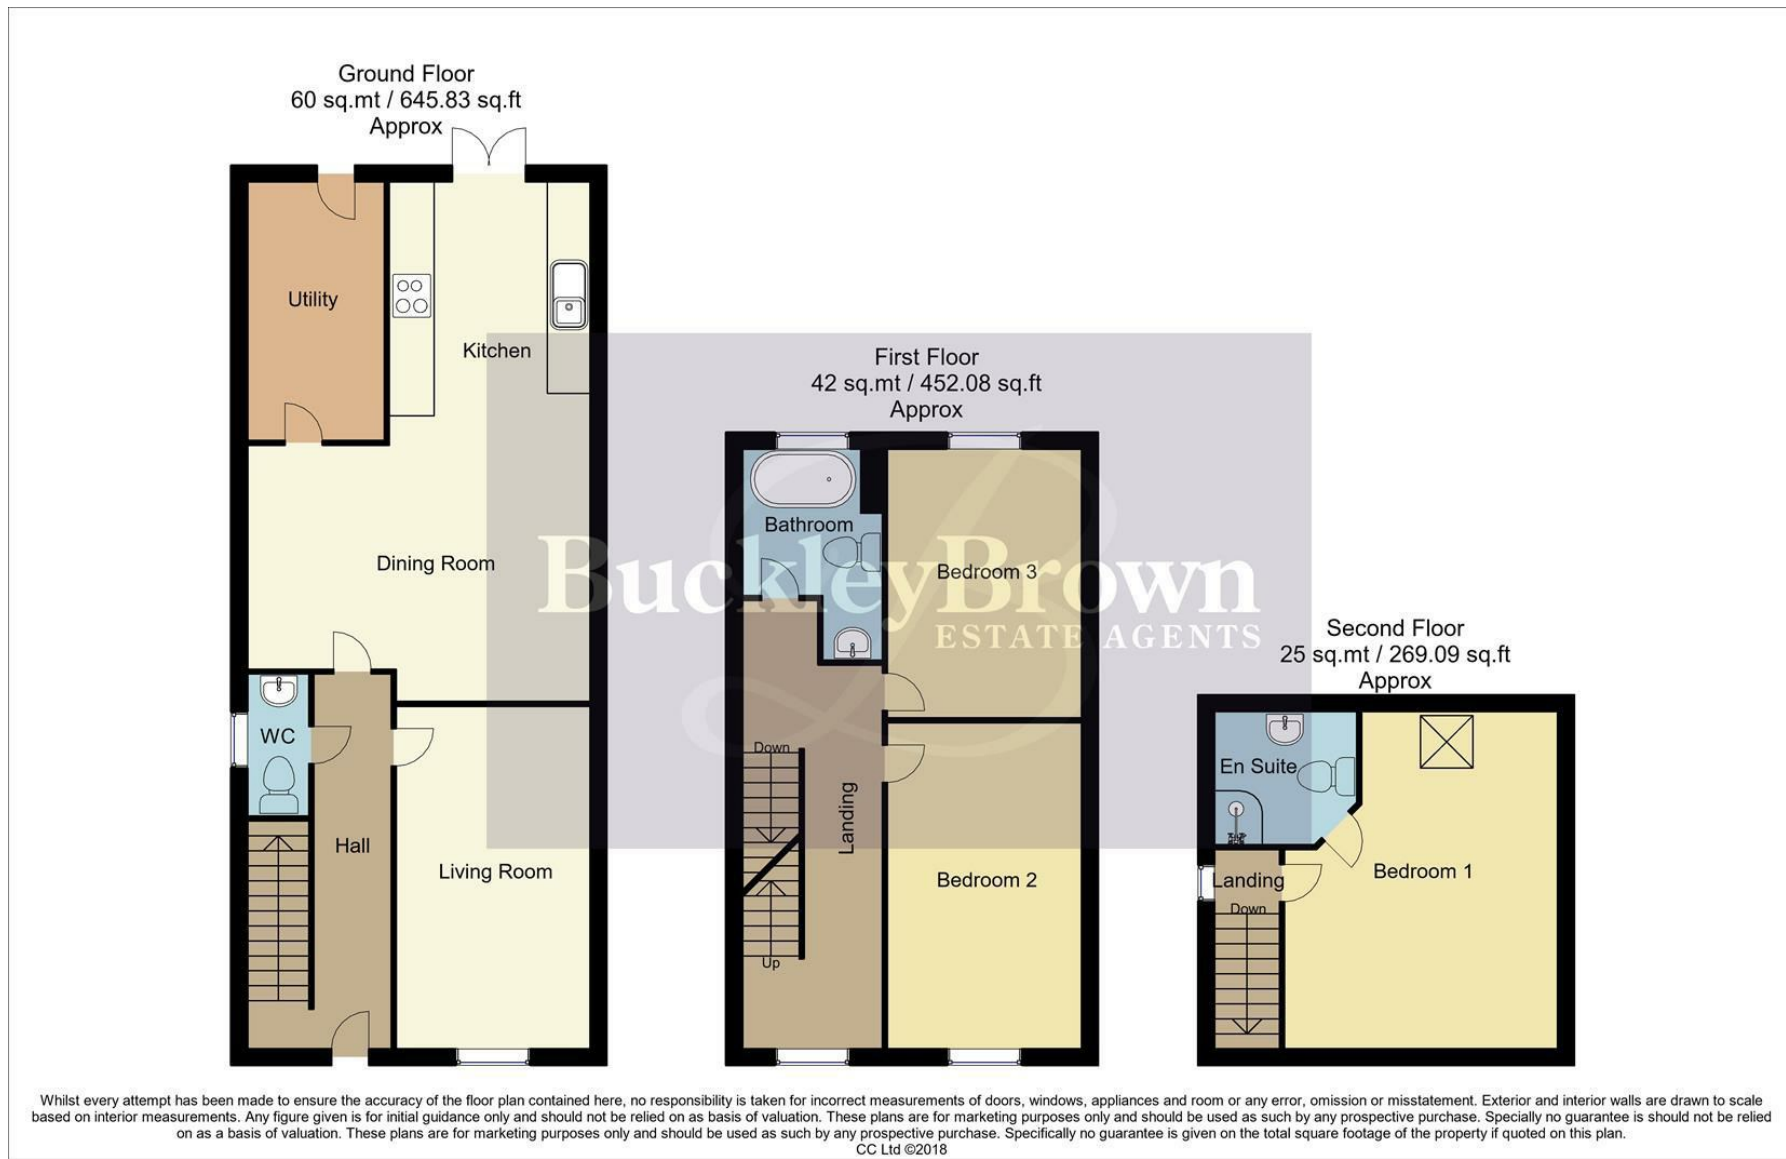 Ground Floor
60 sq.mt / 645.83 sq.ft
Approx
Utility
Kitchen
Dining Room
WC
Hall
Living Room
First Floor
42 sq.mt / 452.08 sq.ft
Approx
Bathroom
Bedroom 3
BuckleyBrown
ESTATE AGENTS
Down
Landing
Up
Bedroom 2
Second Floor
25 sq.mt / 269.09 sq.ft
Approx
En Suite
Landing
Down
Bedroom 1
Whilst every attempt has been made to ensure the accuracy of the floor plan contained here, no responsibility is taken for incorrect measurements of doors, windows, appliances and room or any error, omission or misstatement. Exterior and interior walls are drawn to scale
based on interior measurements. Any figure given is for initial guidance only and should not be relied on as basis of valuation. These plans are for marketing purposes only and should be used as such by any prospective purchase. Specially no guarantee is should not be relied
on as a basis of valuation. These plans are for marketing purposes only and should be used as such by any prospective purchase. Specifically no guarantee is given on the total square footage of the property if quoted on this plan.
CC Ltd ©2018